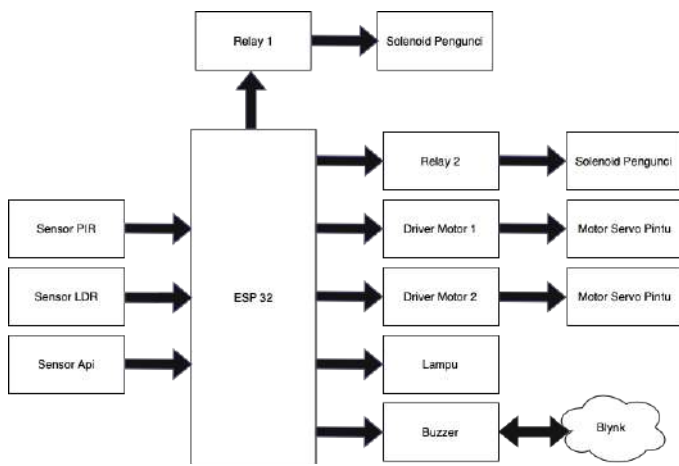 Relay 1
Solenoid Pengunci
Relay 2
Solenoid Pengunci
Sensor PIR
Driver Motor 1
Motor Servo Pintu
Sensor LDR
ESP 32
Driver Motor 2
Motor Servo Pintu
Sensor Api
Lampu
Buzzer
Blynk